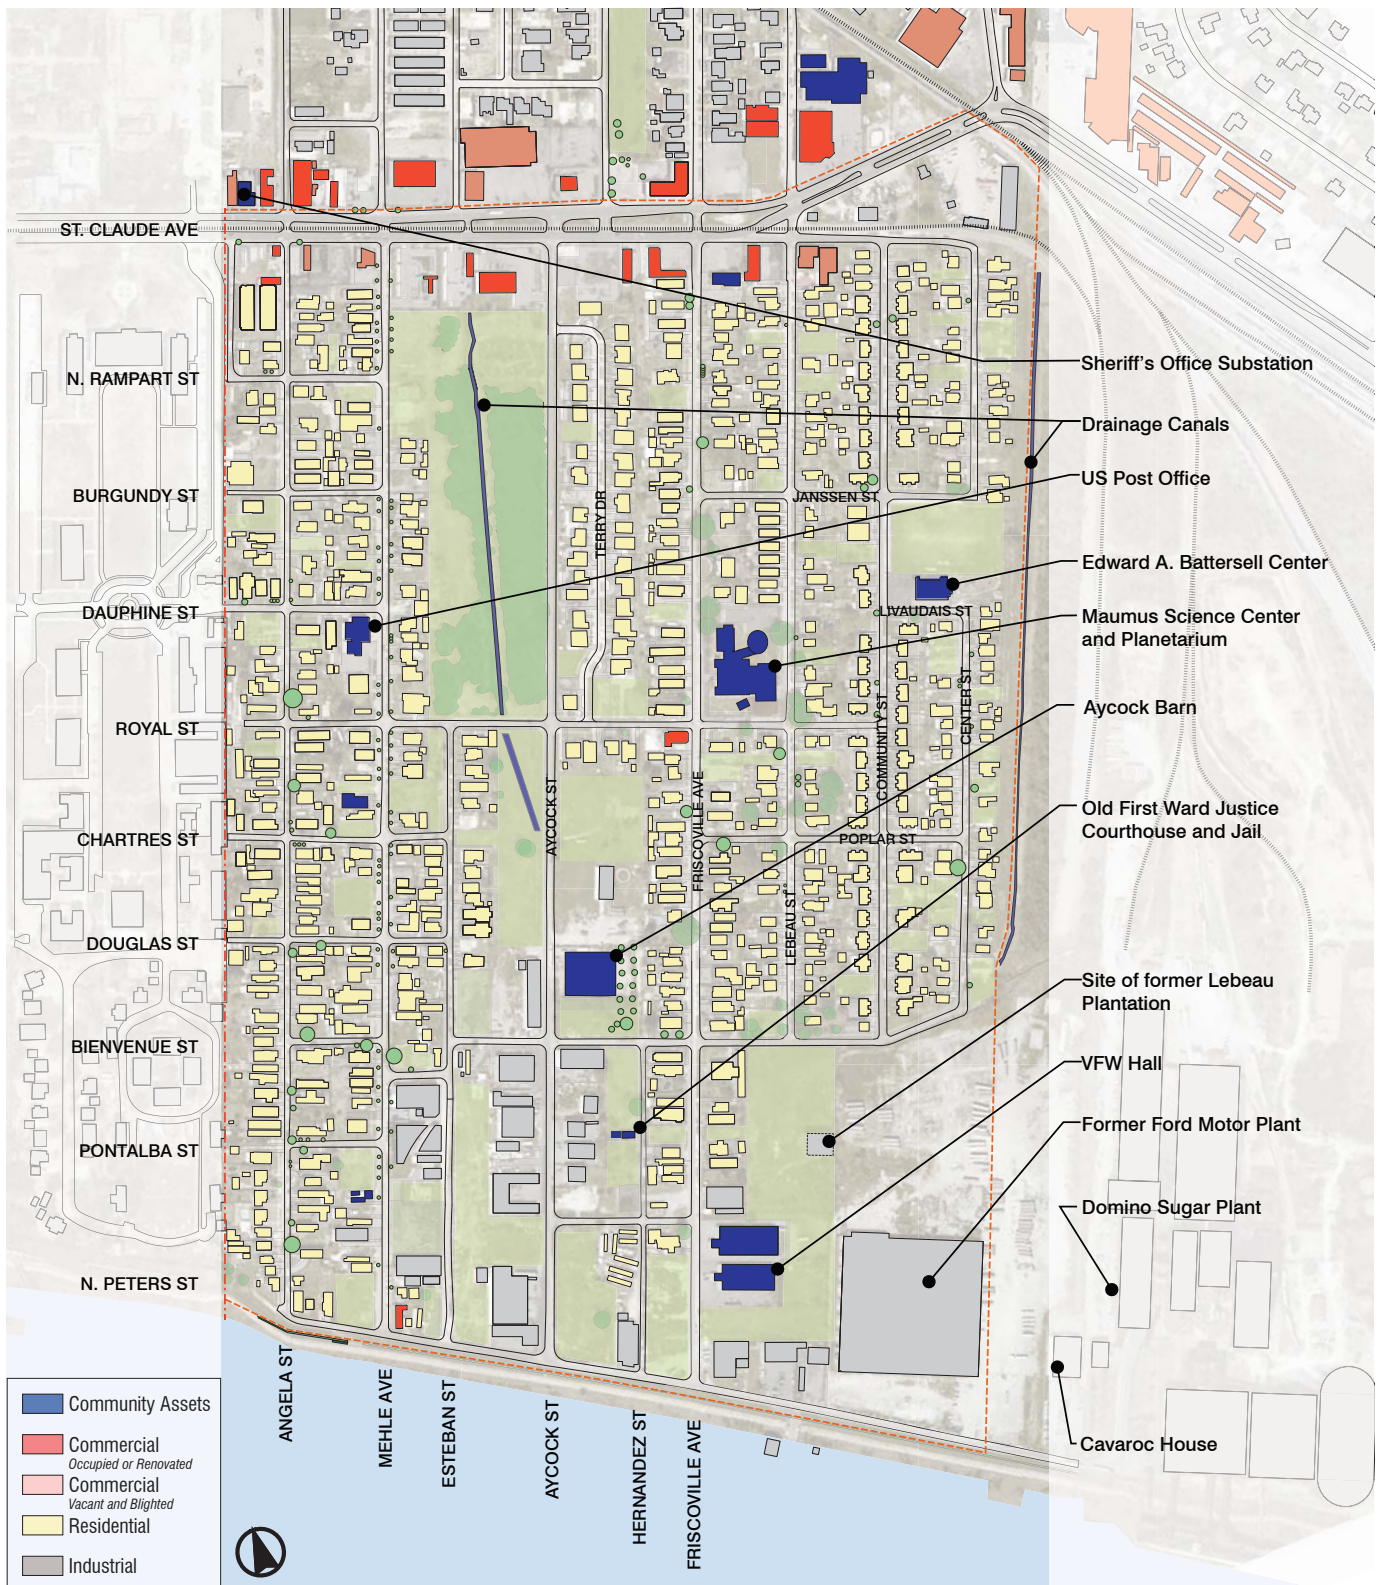 ST. CLAUDE AVE
N. RAMPART ST
BURGUNDY ST
DAUPHINE ST
ROYAL ST
CHARTRES ST
DOUGLAS ST
BIENVENUE ST
PONTALBA ST
N. PETERS ST
TERRY DR
JANSSEN ST
LIVAUDAIS ST
COMMUNITY ST
CENTER ST
AYCOCK ST
FRISCOVILLE AVE
POPLAR ST
LEBEAU ST
Sheriff's Office Substation
Drainage Canals
US Post Office
Edward A. Battersell Center
Maumus Science Center
and Planetarium
Aycock Barn
Old First Ward Justice
Courthouse and Jail
Site of former Lebeau
Plantation
VFW Hall
Former Ford Motor Plant
Domino Sugar Plant
Cavaroc House
ANGELA ST
MEHLE AVE
ESTEBAN ST
AYCOCK ST
HERNANDEZ ST
FRISCOVILLE AVE
Community Assets
Commercial
Occupied or Renovated
Commercial
Vacant and Blighted
Residential
Industrial